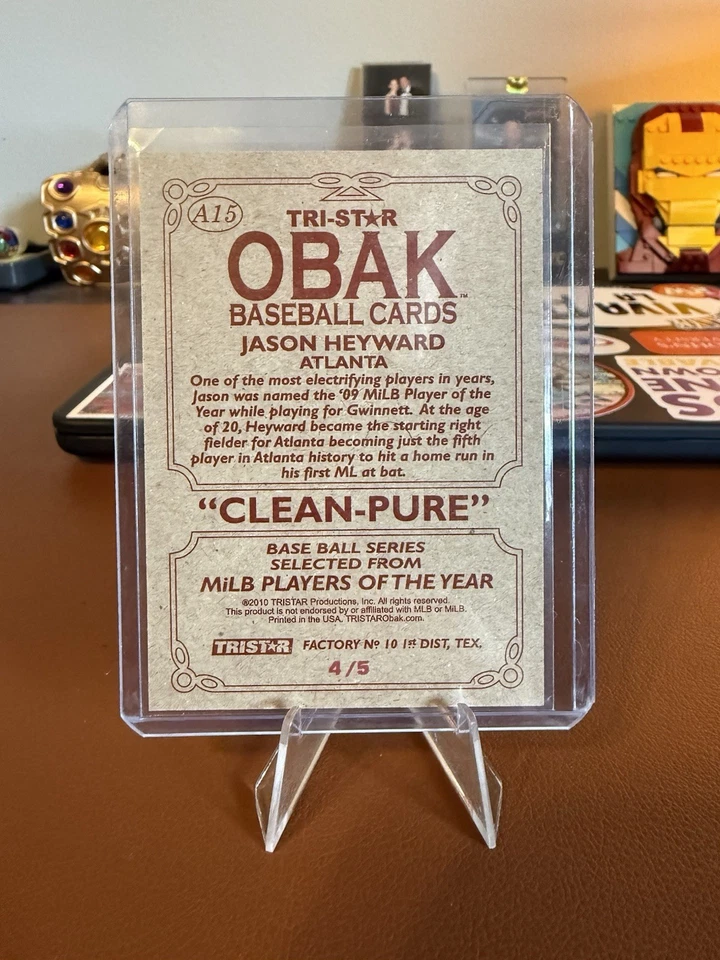 A15
TRI-ST★R
OBAK™
BASEBALL CARDS
JASON HEYWARD
ATLANTA
One of the most electrifying players in years,
Jason was named the '09 MiLB Player of the
Year while playing for Gwinnett. At the age
of 20, Heyward became the starting right
fielder for Atlanta becoming just the fifth
player in Atlanta history to hit a home run in
his first ML at bat.
“CLEAN-PURE”
BASE BALL SERIES
SELECTED FROM
MiLB PLAYERS OF THE YEAR
®2010 TRISTAR Productions, Inc. All rights reserved.
This product is not endorsed by or affiliated with MLB or MiLB.
Printed in the USA. TRISTARObak.com.
TRIST★R FACTORY Nº 10 1st DIST, TEX.
4/5